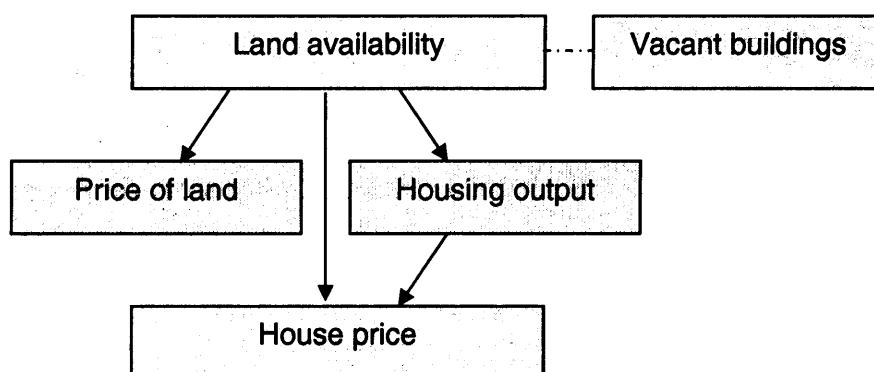 Land availability
Vacant buildings
Price of land
Housing output
House price